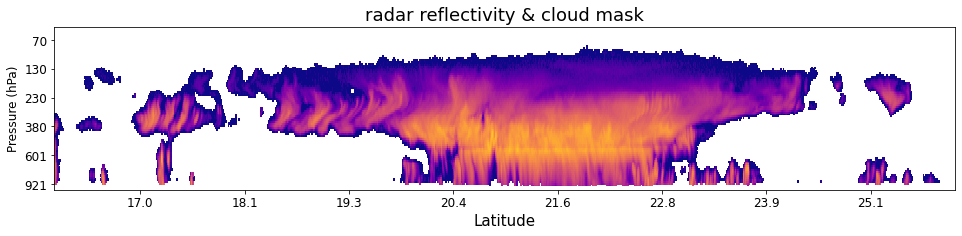 radar reflectivity & cloud mask
Pressure (hPa)
70
130
230
380
601
921
17.0 18.1 19.3 20.4 21.6 22.8 23.9 25.1
Latitude